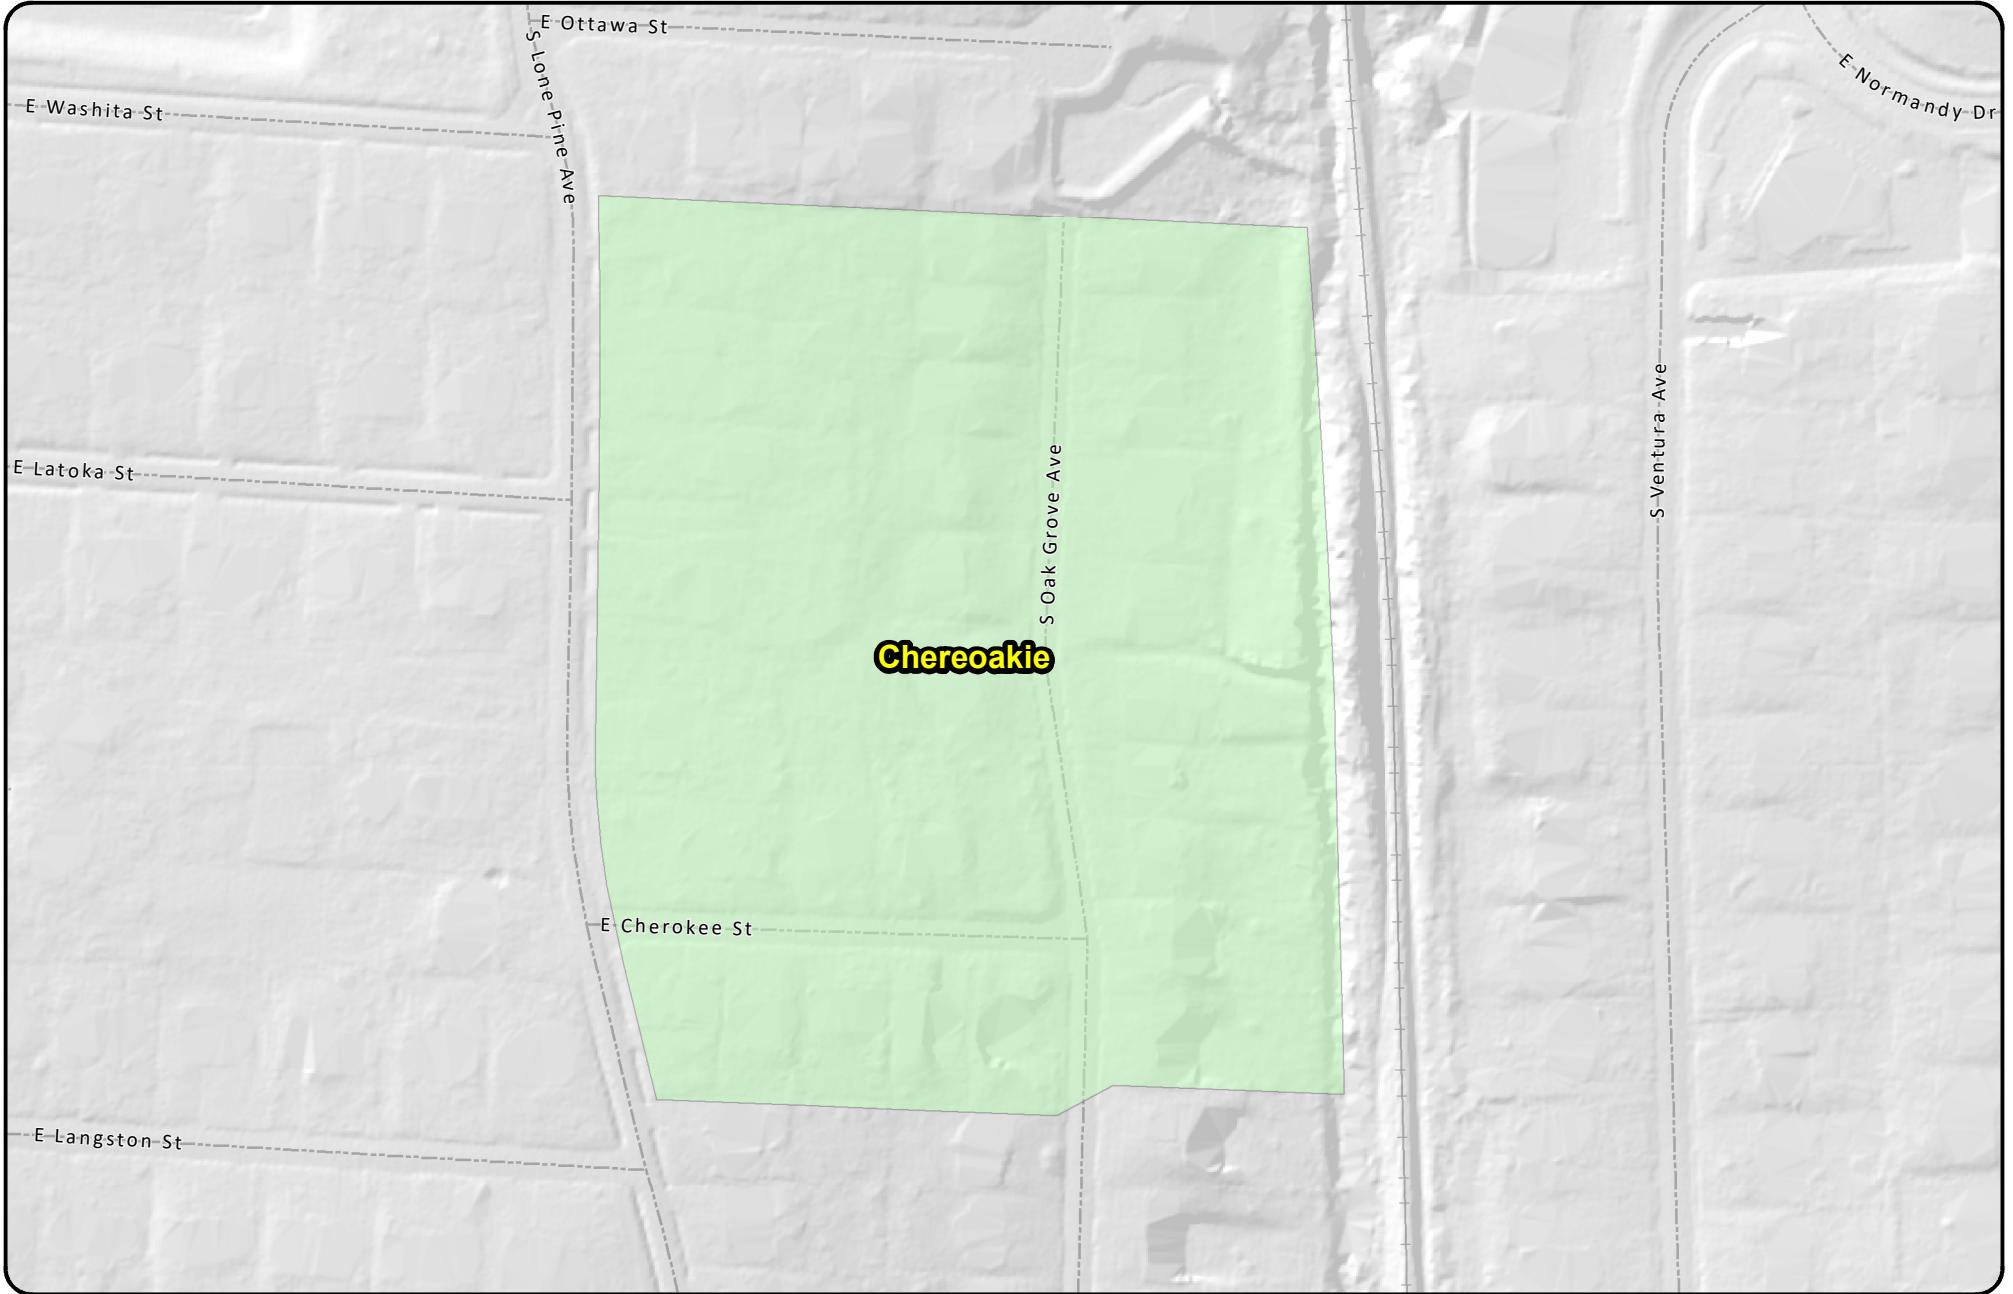 E Ottawa St
S Lone Pine Ave
E Washita St
E Normandy Dr
E Latoka St
S Oak Grove Ave
S Ventura Ave
Chereoakie
E Cherokee St
E Langston St